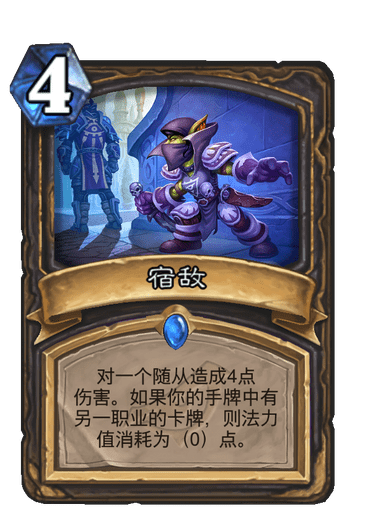 4
宿敌
对一个随从造成4点
伤害。如果你的手牌中有
另一职业的卡牌，则法力
值消耗为（0）点。